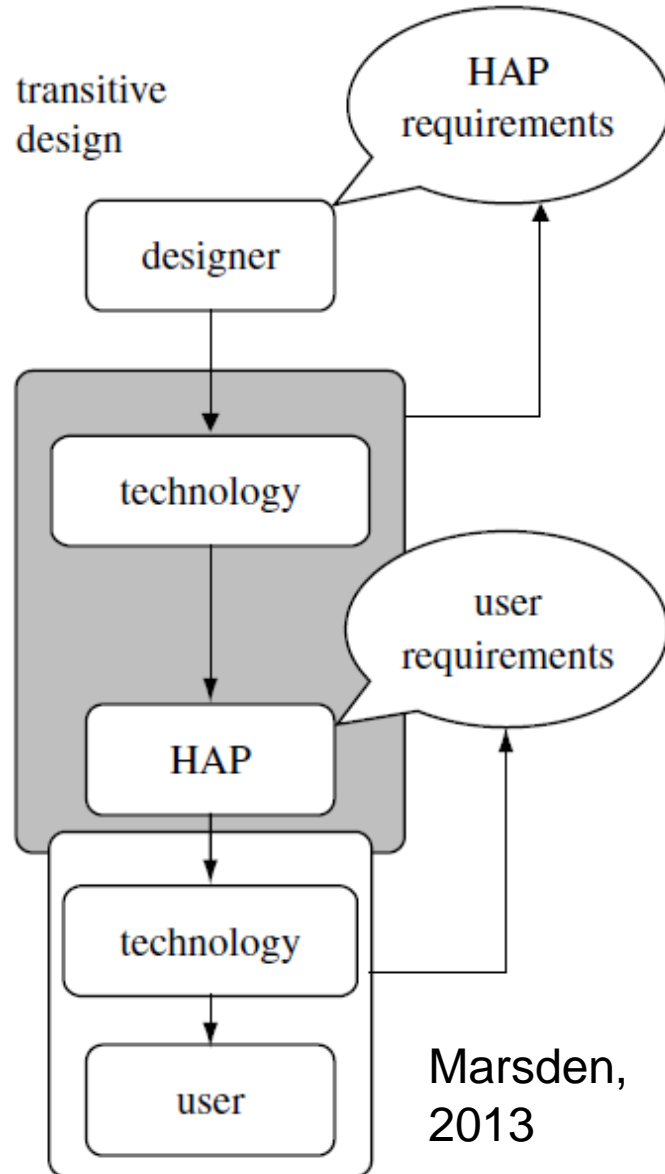 transitive
design
HAP
requirements
designer
technology
user
requirements
HAP
technology
user
Marsden,
2013